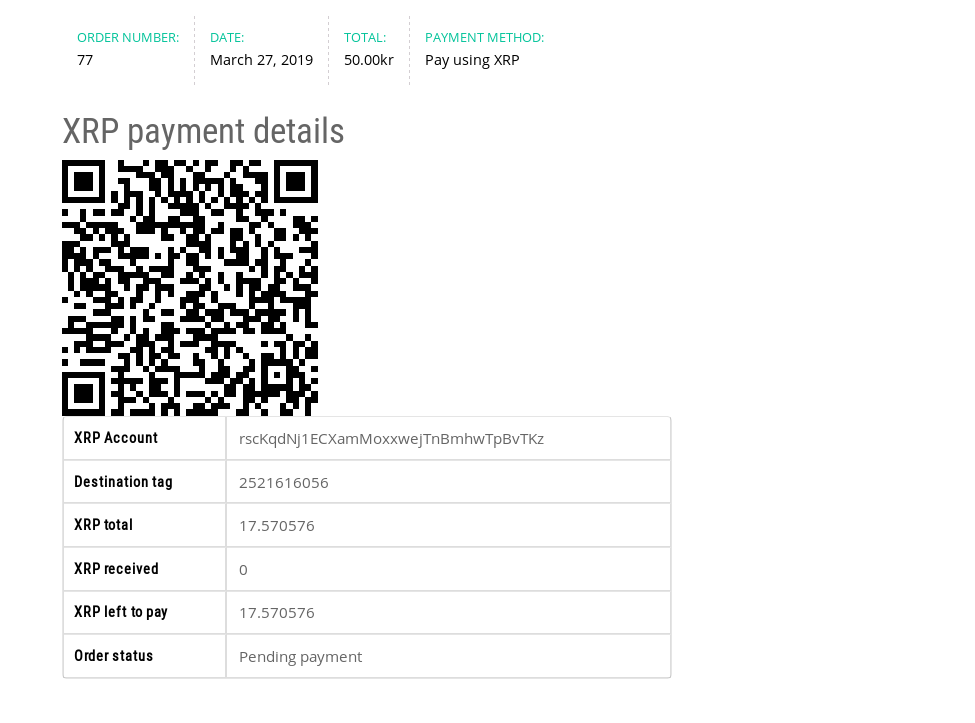 ORDER NUMBER: DATE: TOTAL: PAYMENT METHOD:
77 March 27, 2019 50.00kr Pay using XRP
XRP payment details
XRP Account rscKqdNj1ECXamMoxxwejTnBmhwTpBvTKz
Destination tag 2521616056
XRP total 17.570576
XRP received 0
XRP left to pay 17.570576
Order status Pending payment